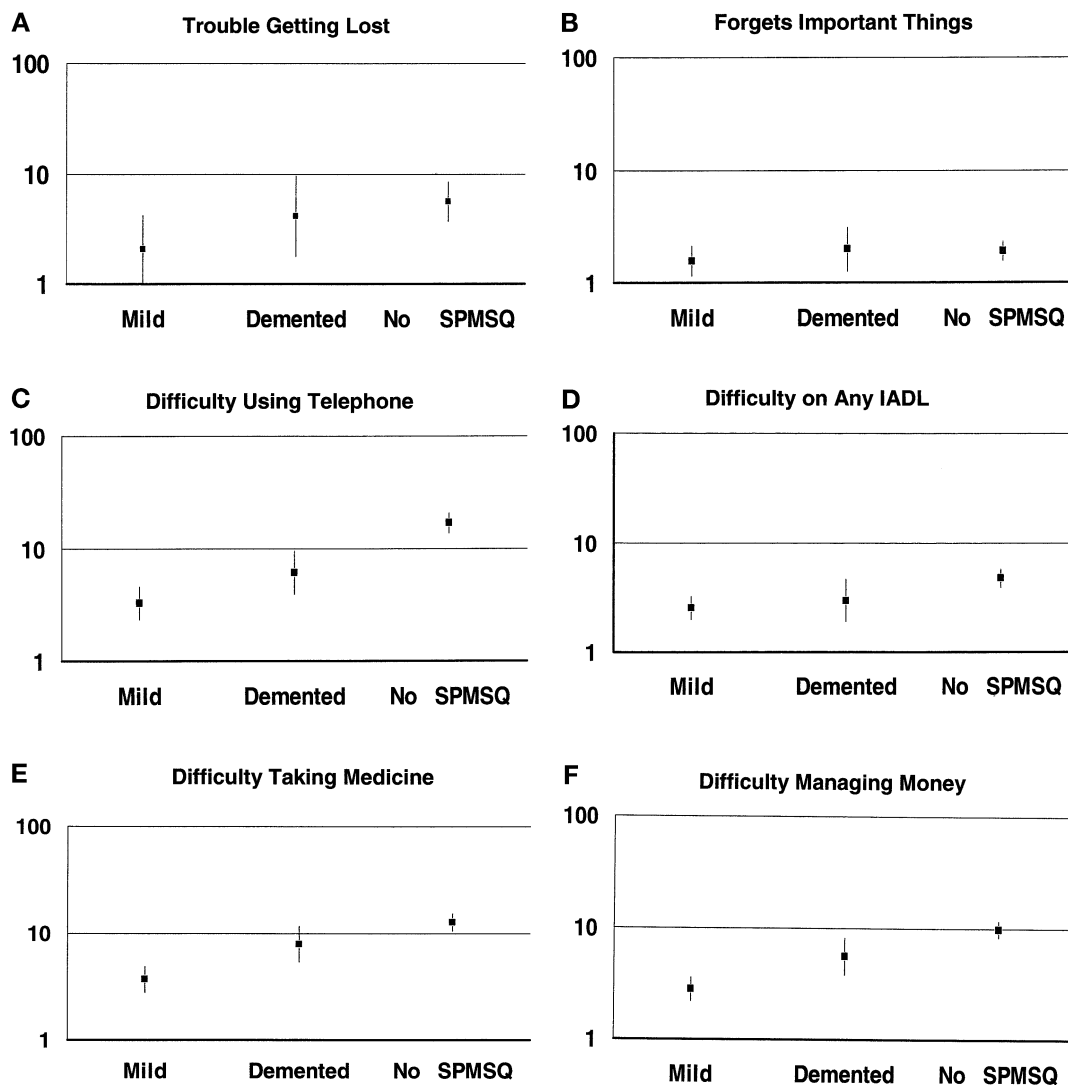 A
Trouble Getting Lost
100
10
1
Mild Demented No SPMSQ
B
Forgets Important Things
100
10
1
Mild Demented No SPMSQ
C
Difficulty Using Telephone
100
10
1
Mild Demented No SPMSQ
D
Difficulty on Any IADL
100
10
1
Mild Demented No SPMSQ
E
Difficulty Taking Medicine
100
10
1
Mild Demented No SPMSQ
F
Difficulty Managing Money
100
10
1
Mild Demented No SPMSQ